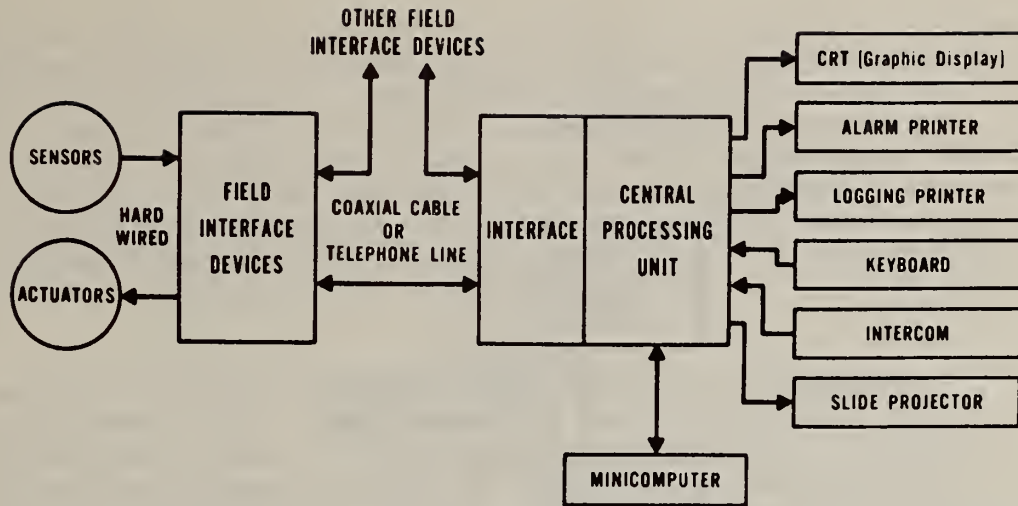 OTHER FIELD
INTERFACE DEVICES
SENSORS
HARD
WIRED
ACTUATORS
FIELD
INTERFACE
DEVICES
COAXIAL CABLE
OR
TELEPHONE LINE
INTERFACE
CENTRAL
PROCESSING
UNIT
CRT (Graphic Display)
ALARM PRINTER
LOGGING PRINTER
KEYBOARD
INTERCOM
SLIDE PROJECTOR
MINICOMPUTER